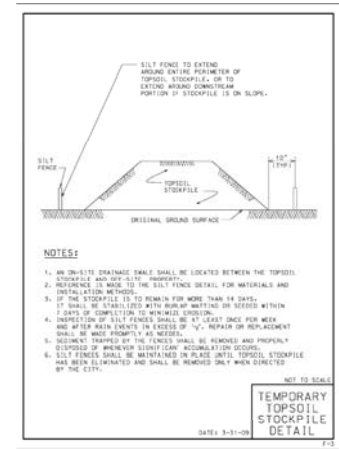 SILT FENCE TO EXTEND
AROUND ENTIRE PERIMETER OF
TOPSOIL STOCKPILE, OR TO
EXTEND AROUND DOWNSTREAM
PORTION IF STOCKPILE IS ON SLOPE.
SILT
FENCE
10"
(TYP)
TOPSOIL
STOCKPILE
ORIGINAL GROUND SURFACE
NOTES:
1. AN ON-SITE DRAINAGE SWALE SHALL BE LOCATED BETWEEN THE TOPSOIL
STOCKPILE AND OFF-SITE PROPERTY.
2. REFERENCE IS MADE TO THE SILT FENCE DETAIL FOR MATERIALS AND
INSTALLATION METHODS.
3. IF THE STOCKPILE IS TO REMAIN FOR MORE THAN 14 DAYS,
IT SHALL BE STABILIZED WITH BURLAP MATTING OR SEEDED WITHIN
7 DAYS OF COMPLETION TO MINIMIZE EROSION.
4. INSPECTION OF SILT FENCES SHALL BE AT LEAST ONCE PER WEEK
AND AFTER RAIN EVENTS IN EXCESS OF REPAIR OR REPLACEMENT
SHALL BE MADE PROMPTLY AS NEEDED.
5. SEDIMENT TRAPPED BY THE FENCES SHALL BE REMOVED AND PROPERLY
DISPOSED OF WHENEVER SIGNIFICANT ACCUMULATION OCCURS.
6. SILT FENCES SHALL BE MAINTAINED IN PLACE UNTIL TOPSOIL STOCKPILE
HAS BEEN ELIMINATED AND SHALL BE REMOVED ONLY WHEN DIRECTED
BY THE CITY.
NOT TO SCALE
TEMPORARY
TOPSOIL
STOCKPILE
DETAIL
DATE: 3-31-09
F-3